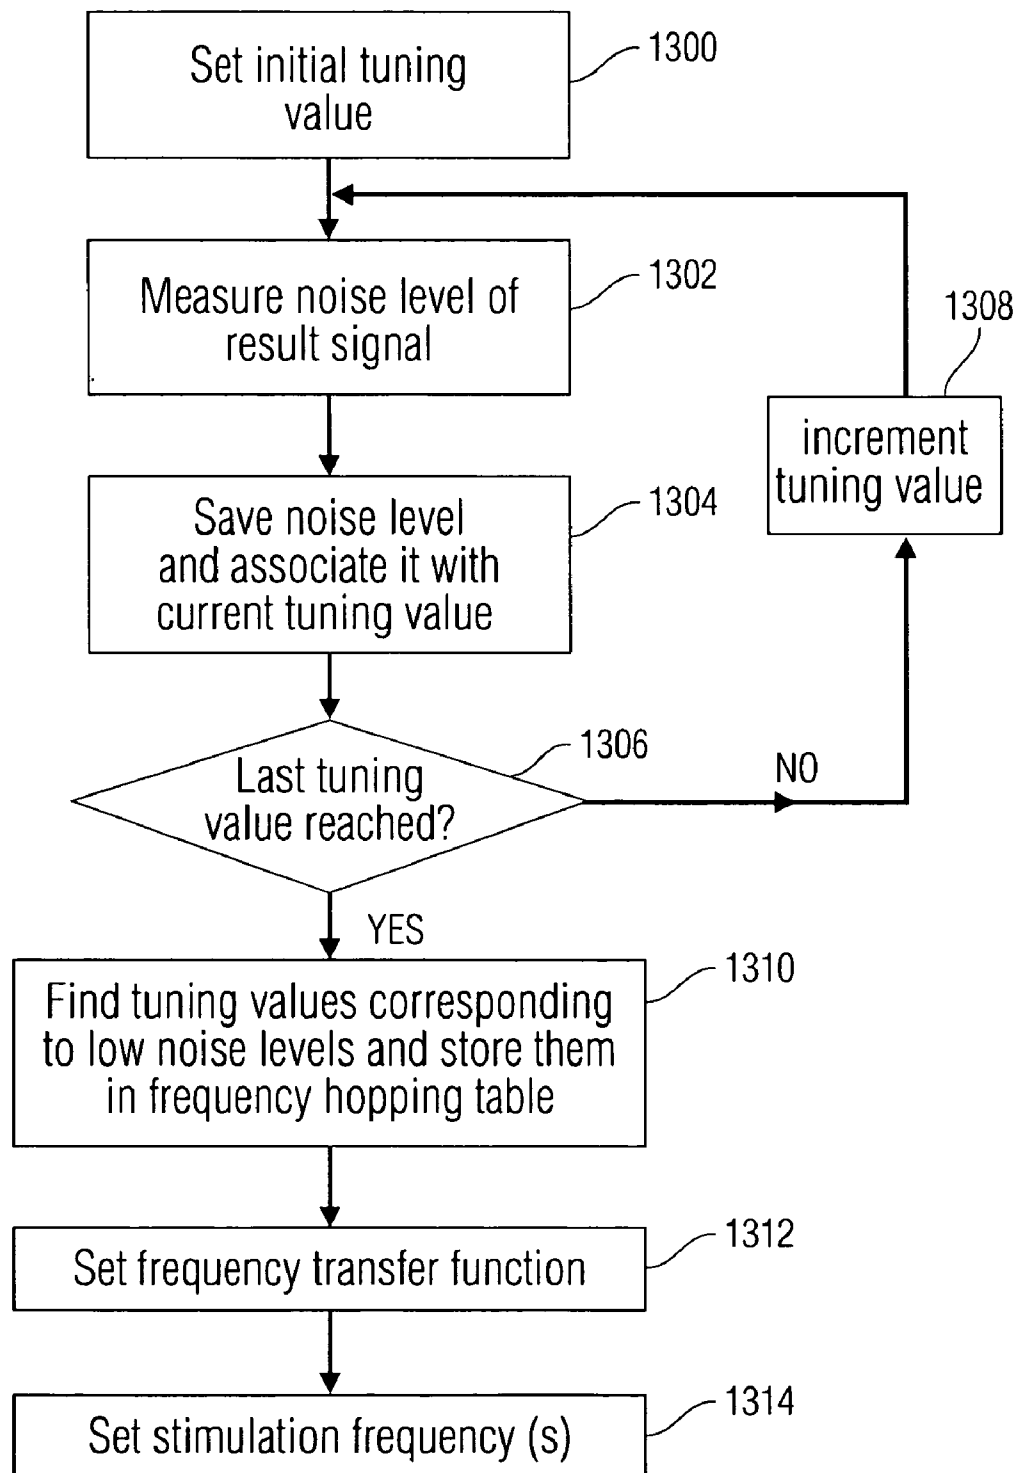 Set initial tuning
value
1300
Measure noise level of
result signal
1302
1308
increment
tuning value
Save noise level
and associate it with
current tuning value
1304
Last tuning
value reached?
1306
NO
YES
Find tuning values corresponding
to low noise levels and store them
in frequency hopping table
1310
Set frequency transfer function
1312
Set stimulation frequency (s)
1314